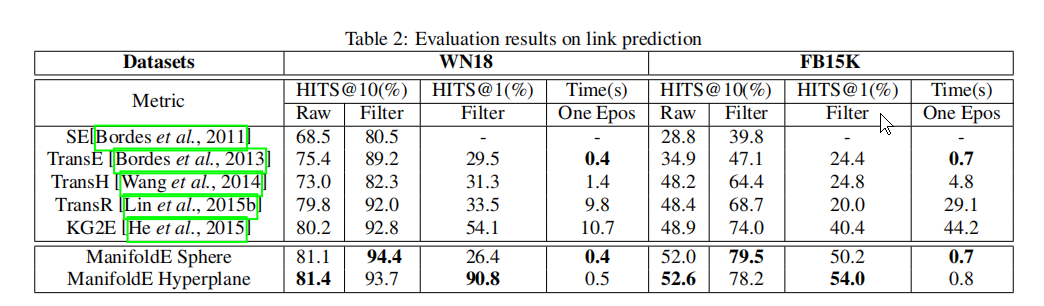 Table 2: Evaluation results on link prediction
Datasets WN18 FB15K
Metric HITS@10(%) HITS@1(%) Time(s) HITS@10(%) HITS@1(%) Time(s)
Raw Filter Filter One Epos Raw Filter Filter One Epos
SE[Bordes et al., 2011] 68.5 80.5 - - 28.8 39.8 - -
TransE [Bordes et al., 2013] 75.4 89.2 29.5 0.4 34.9 47.1 24.4 0.7
TransH [Wang et al., 2014] 73.0 82.3 31.3 1.4 48.2 64.4 24.8 4.8
TransR [Lin et al., 2015b] 79.8 92.0 33.5 9.8 48.4 68.7 20.0 29.1
KG2E [He et al., 2015] 80.2 92.8 54.1 10.7 48.9 74.0 40.4 44.2
ManifoldE Sphere 81.1 94.4 26.4 0.4 52.0 79.5 50.2 0.7
ManifoldE Hyperplane 81.4 93.7 90.8 0.5 52.6 78.2 54.0 0.8